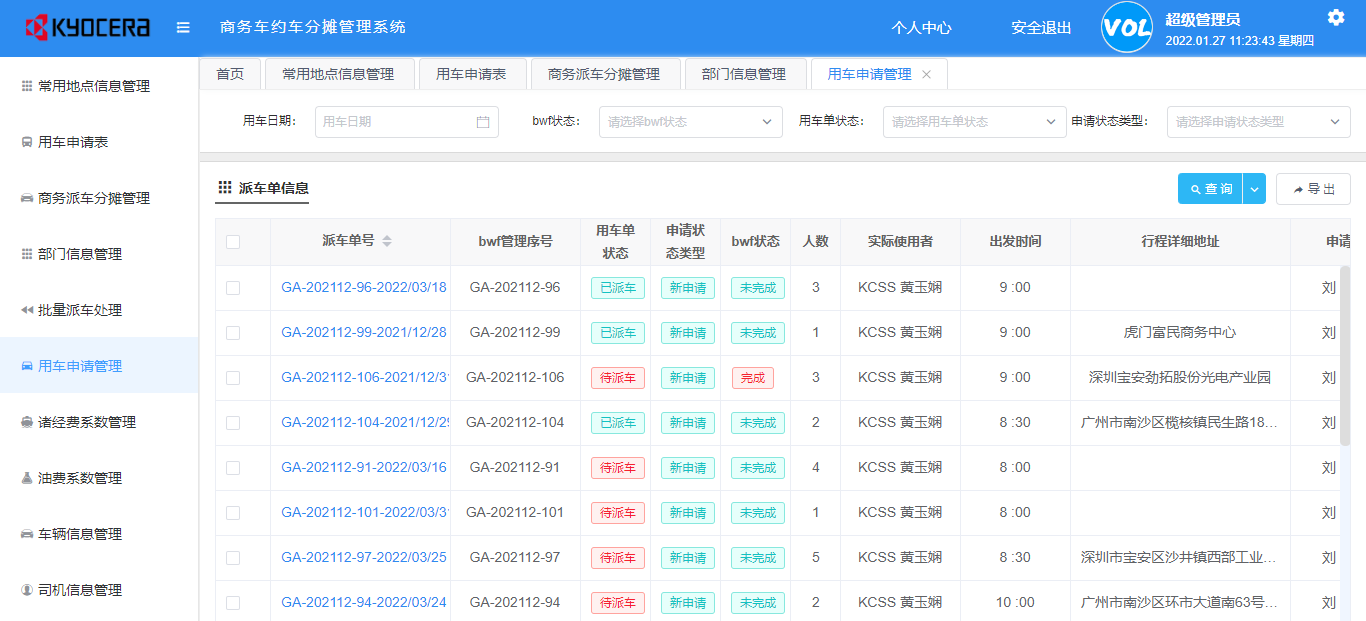 KYOCERA 商务车约车分摊管理系统 个人中心 安全退出 VOL 超级管理员
2022.01.27 11:23:43 星期四
常用地点信息管理
用车申请表
商务派车分摊管理
部门信息管理
批量派车处理
用车申请管理
诸经费系数管理
油费系数管理
车辆信息管理
司机信息管理
首页 常用地点信息管理 用车申请表 商务派车分摊管理 部门信息管理 用车申请管理
用车日期： 用车日期 bwf状态： 请选择bwf状态 用车单状态： 请选择用车单状态 申请状态类型： 请选择申请状态类型
派车单信息 查 询 导 出
派车单号 bwf管理序号 用车单状态 申请状态类型 bwf状态 人数 实际使用者 出发时间 行程详细地址 申请
GA-202112-96-2022/03/18 GA-202112-96 已派车 新申请 未完成 3 KCSS 黄玉娴 9 :00 刘
GA-202112-99-2021/12/28 GA-202112-99 已派车 新申请 未完成 1 KCSS 黄玉娴 9 :00 虎门富民商务中心 刘
GA-202112-106-2021/12/31 GA-202112-106 待派车 新申请 完成 3 KCSS 黄玉娴 9 :00 深圳宝安劲拓股份光电产业园 刘
GA-202112-104-2021/12/29 GA-202112-104 已派车 新申请 未完成 2 KCSS 黄玉娴 8 :30 广州市南沙区榄核镇民生路18... 刘
GA-202112-91-2022/03/16 GA-202112-91 待派车 新申请 未完成 4 KCSS 黄玉娴 8 :00 刘
GA-202112-101-2022/03/31 GA-202112-101 待派车 新申请 未完成 1 KCSS 黄玉娴 8 :00 刘
GA-202112-97-2022/03/25 GA-202112-97 待派车 新申请 未完成 5 KCSS 黄玉娴 8 :30 深圳市宝安区沙井镇西部工业... 刘
GA-202112-94-2022/03/24 GA-202112-94 待派车 新申请 未完成 2 KCSS 黄玉娴 10 :00 广州市南沙区环市大道南63号... 刘